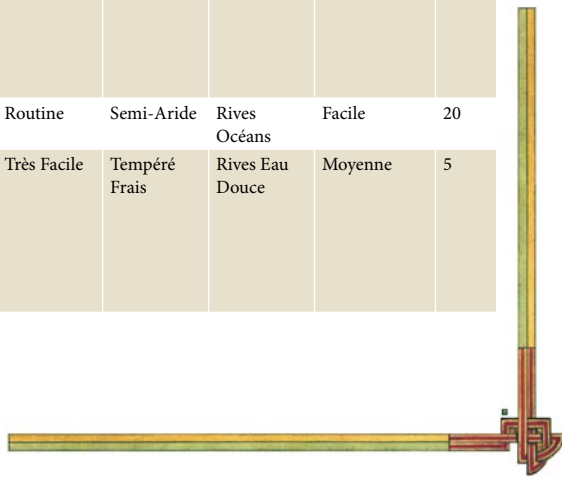 Routine Semi-Aride Rives Facile 20
Océans
Très Facile Tempéré Rives Eau Moyenne 5
Frais Douce